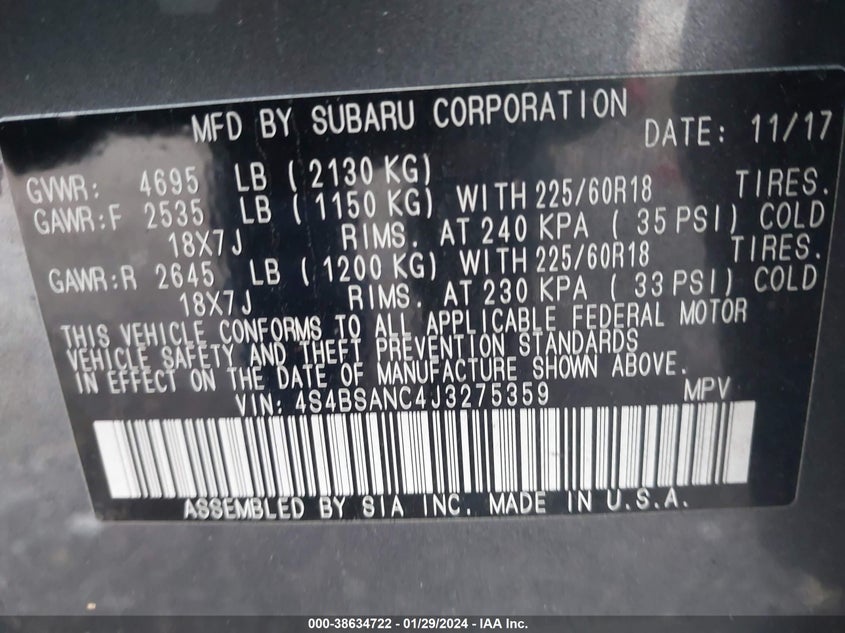 MFD BY SUBARU CORPORATION DATE: 11/17
GVWR: 4695 LB ( 2130 KG)
GAWR:F 2535 LB ( 1150 KG) WITH 225/60R18 TIRES.
18X7J RIMS. AT 240 KPA ( 35 PSI) COLD
GAWR:R 2645 LB ( 1200 KG) WITH 225/60R18 TIRES.
18X7J RIMS. AT 230 KPA ( 33 PSI) COLD
THIS VEHICLE CONFORMS TO ALL APPLICABLE FEDERAL MOTOR
VEHICLE SAFETY AND THEFT PREVENTION STANDARDS
IN EFFECT ON THE DATE OF MANUFACTURE SHOWN ABOVE.
VIN: 4S4BSANC4J3275359 MPV
ASSEMBLED BY SIA INC. MADE IN U.S.A.
000-38634722 - 01/29/2024 - IAA Inc.